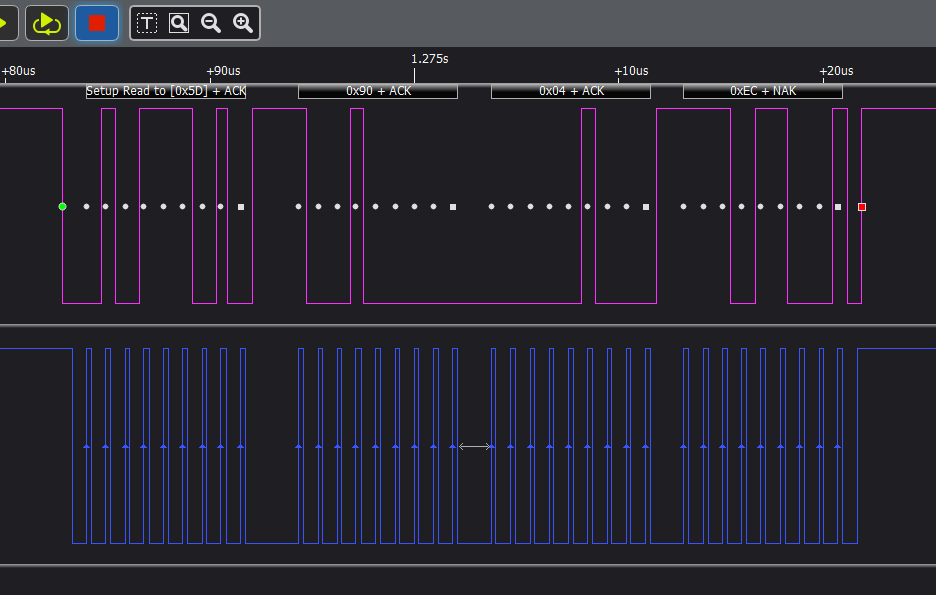 T
1.275s
+80us +90us +10us +20us
Setup Read to [0x5D] + ACK 0x90 + ACK 0x04 + ACK 0xEC + NAK